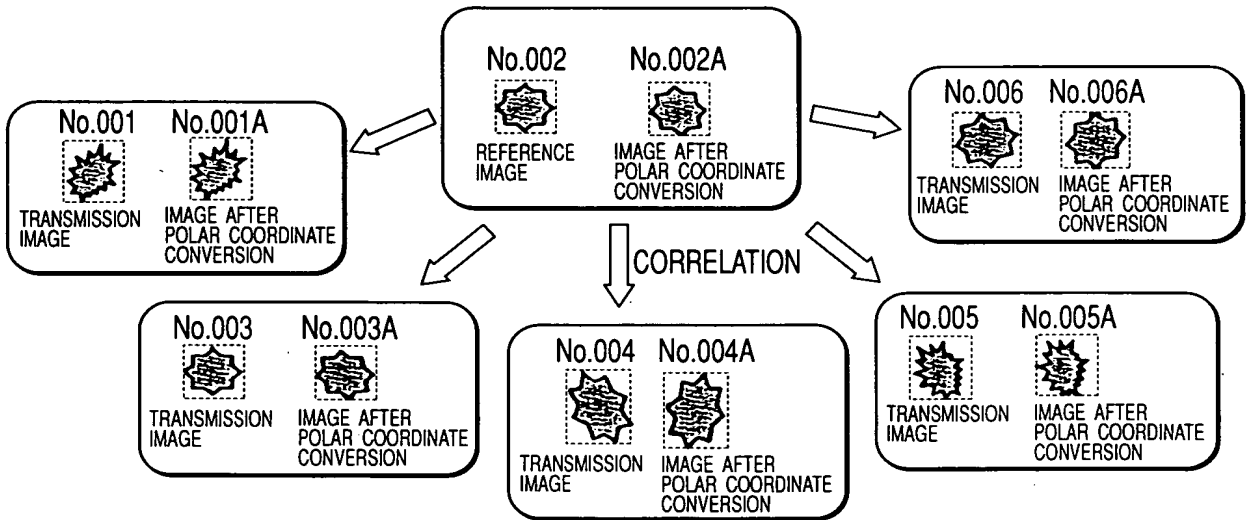 No.002 No.002A
REFERENCE
IMAGE
IMAGE AFTER
POLAR COORDINATE
CONVERSION
No.001 No.001A
TRANSMISSION
IMAGE
IMAGE AFTER
POLAR COORDINATE
CONVERSION
No.006 No.006A
TRANSMISSION
IMAGE
IMAGE AFTER
POLAR COORDINATE
CONVERSION
CORRELATION
No.003 No.003A
TRANSMISSION
IMAGE
IMAGE AFTER
POLAR COORDINATE
CONVERSION
No.004 No.004A
TRANSMISSION
IMAGE
IMAGE AFTER
POLAR COORDINATE
CONVERSION
No.005 No.005A
TRANSMISSION
IMAGE
IMAGE AFTER
POLAR COORDINATE
CONVERSION